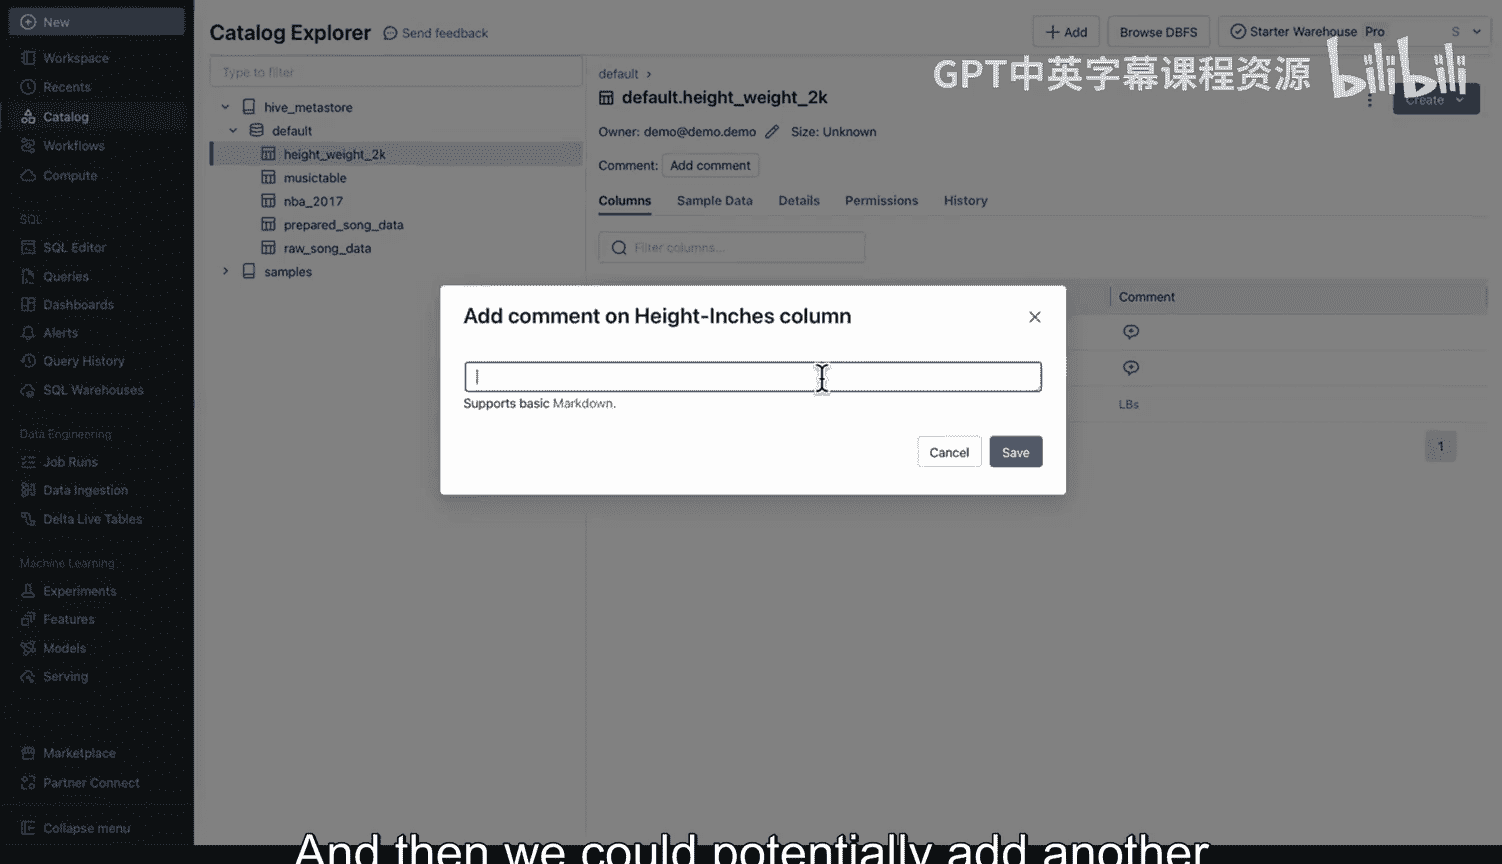 New
Workspace
Recents
Catalog
Workflows
Compute
SQL
SQL Editor
Queries
Dashboards
Alerts
Query History
SQL Warehouses
Data Engineering
Job Runs
Data Ingestion
Delta Live Tables
Machine Learning
Experiments
Features
Models
Serving
Marketplace
Partner Connect
Collapse menu
Catalog Explorer
Send feedback
+ Add
Browse DBFS
Starter Warehouse Pro S
GPT中英字幕课程资源 bilibili
Type to filter
hive_metastore
default
height_weight_2k
musictable
nba_2017
prepared_song_data
raw_song_data
samples
default ›
default.height_weight_2k
Create
Owner: demo@demo.demo Size: Unknown
Comment: Add comment
Columns Sample Data Details Permissions History
Filter columns...
Comment
LBs
1
Add comment on Height-Inches column
Supports basic Markdown.
Cancel Save
And then we could potentially add another